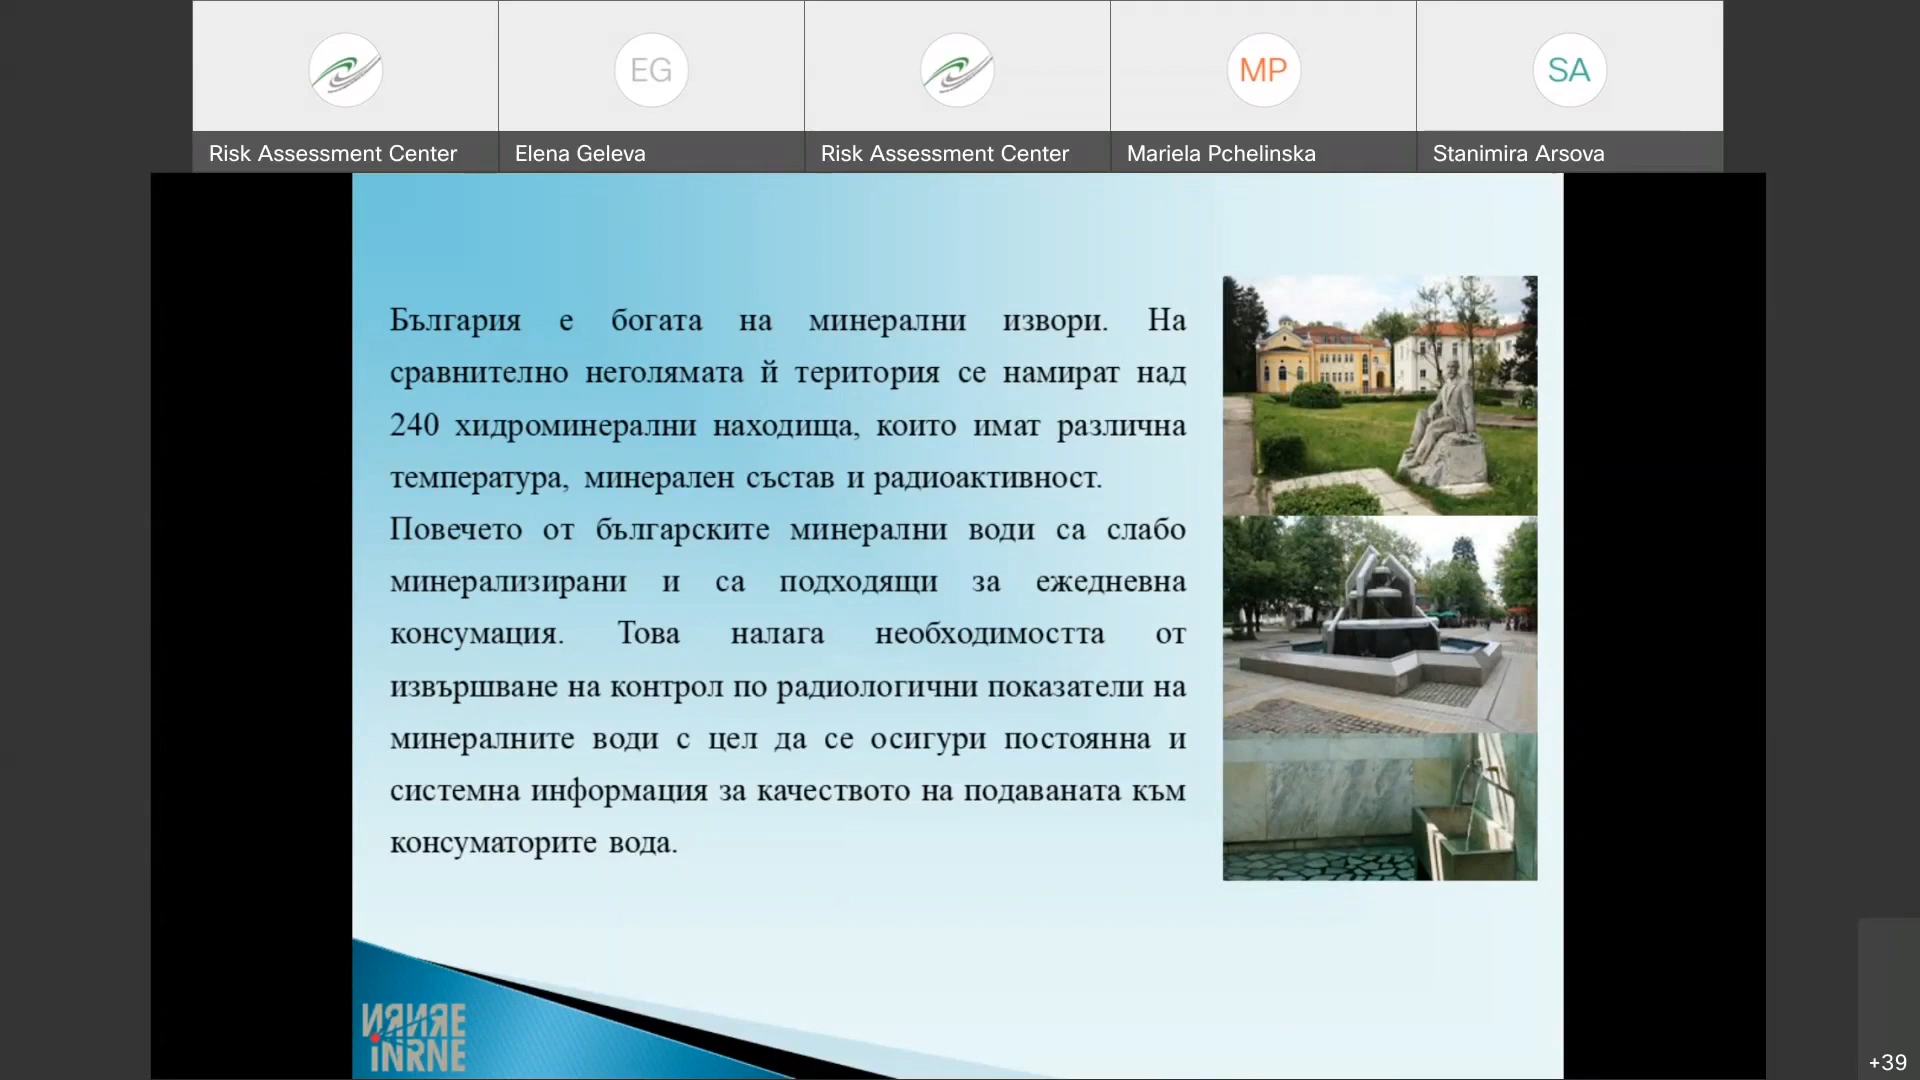 EG
MP
SA
Risk Assessment Center
Elena Geleva
Risk Assessment Center
Mariela Pchelinska
Stanimira Arsova
България е богата на минерални извори. На
сравнително неголямата й територия се намират над
240 хидроминерални находища, които имат различна
температура, минерален състав и радиоактивност.
Повечето от българските минерални води са слабо
минерализирани и са подходящи за ежедневна
консумация. Това налага необходимостта от
извършване на контрол по радиологични показатели на
минералните води с цел да се осигури постоянна и
системна информация за качеството на подаваната към
консуматорите вода.
ИЯИЯЕ
iNRNE
+39